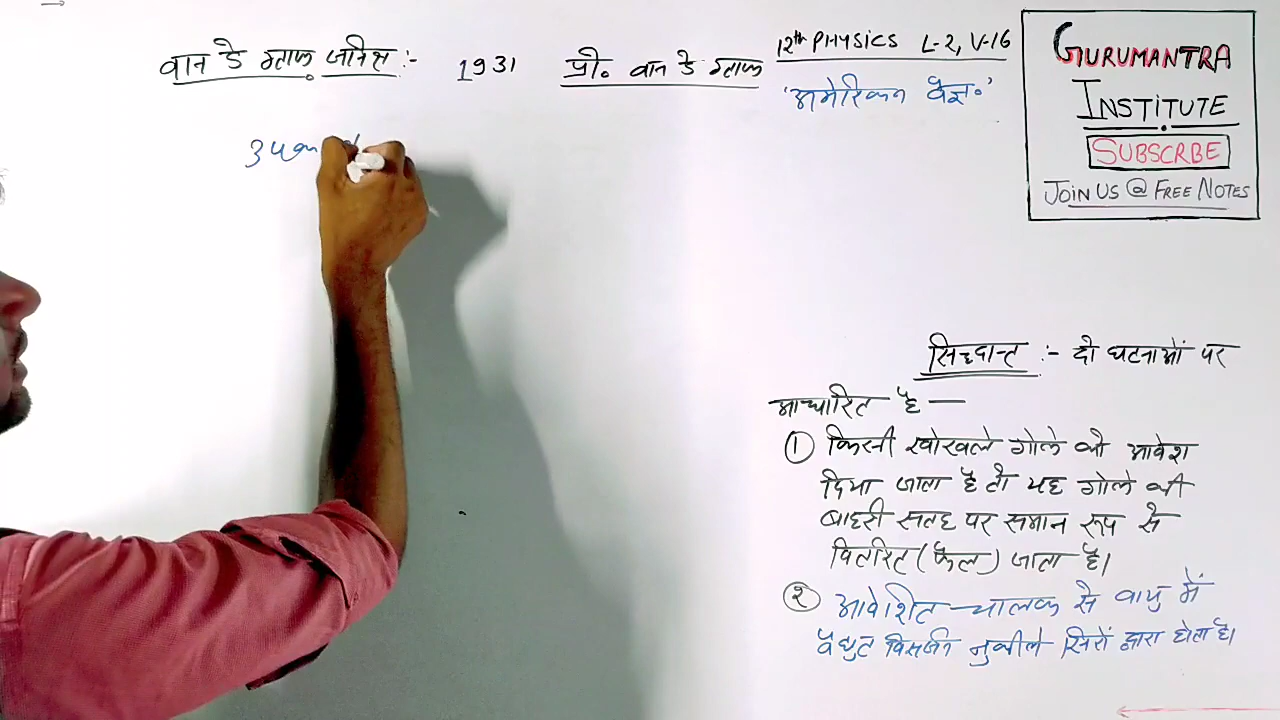 वान डे ग्राफ जनित्र :- 1931 प्रो० वान डे ग्राफ
12th PHYSICS L-2, V-16
'अमेरिकन वैज्ञ०'
GURUMANTRA
INSTITUTE
SUBSCRBE
JOIN US @ FREE NOTES
सिद्धान्त :- दो घटनाओं पर
आधारित है —
① किसी खोखले गोले को आवेश
दिया जाता है तो यह गोले की
बाहरी सतह पर समान रूप से
वितरित (फैल) जाता है।
② आवेशित चालक से वायु में
वैद्युत विसर्जन नुकीले सिरों द्वारा होता है।